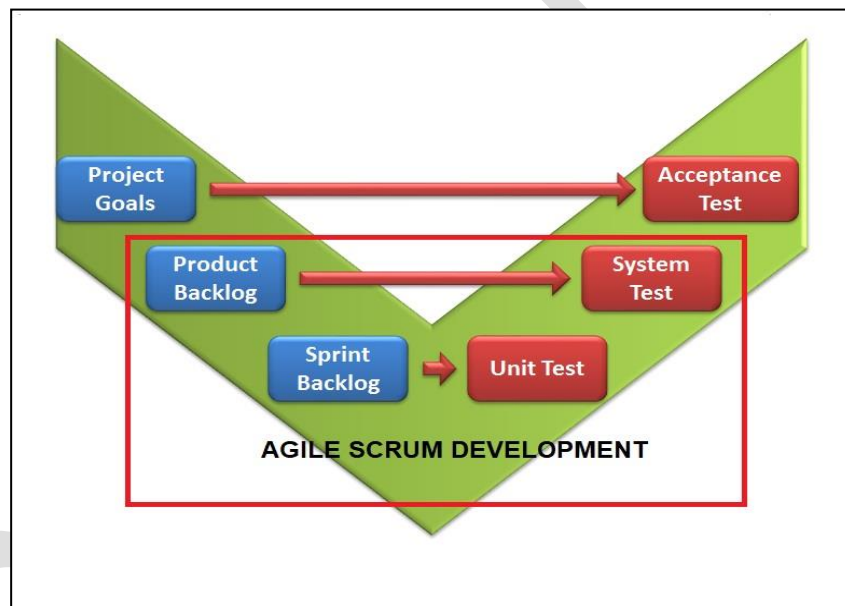 Project
Goals
Acceptance
Test
Product
Backlog
System
Test
Sprint
Backlog
Unit Test
AGILE SCRUM DEVELOPMENT